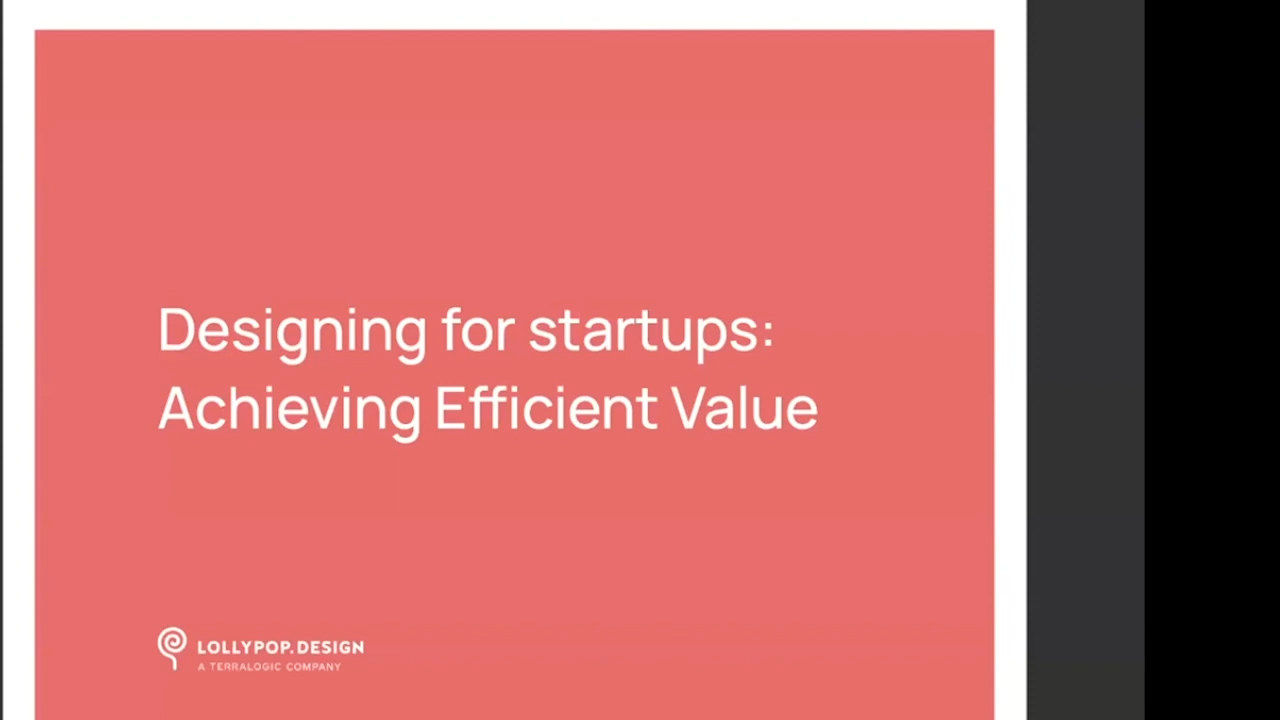 Designing for startups:
Achieving Efficient Value
LOLLYPOP.DESIGN
A TERRALOGIC COMPANY